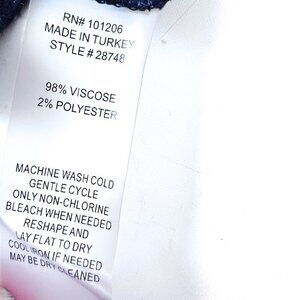 RN# 101206
MADE IN TURKEY
STYLE # 28748
98% VISCOSE
2% POLYESTER
MACHINE WASH COLD
GENTLE CYCLE
ONLY NON-CHLORINE
BLEACH WHEN NEEDED
RESHAPE AND
LAY FLAT TO DRY
COOL IRON IF NEEDED
MAY BE DRY CLEANED